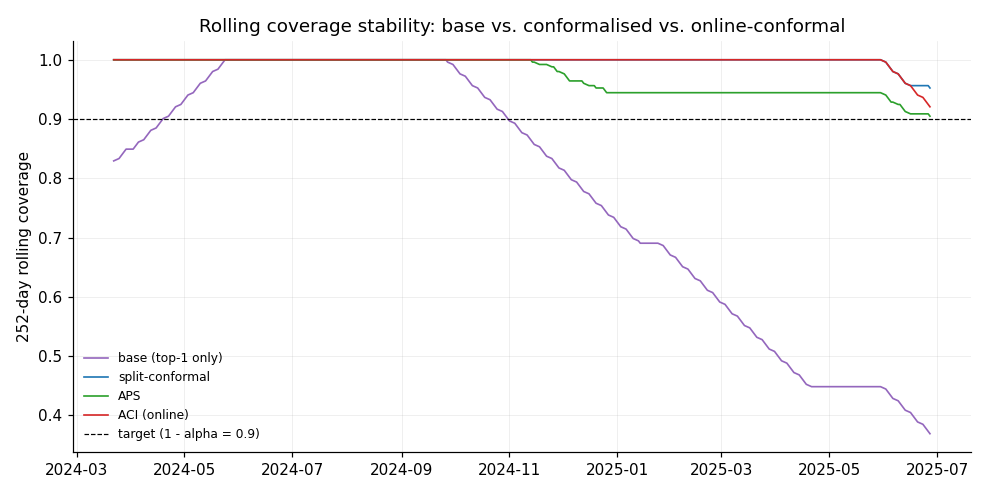 Rolling coverage stability: base vs. conformalised vs. online-conformal
252-day rolling coverage
1.0
0.9
0.8
0.7
0.6
0.5
0.4
base (top-1 only)
split-conformal
APS
ACI (online)
target (1 - alpha = 0.9)
2024-03
2024-05
2024-07
2024-09
2024-11
2025-01
2025-03
2025-05
2025-07